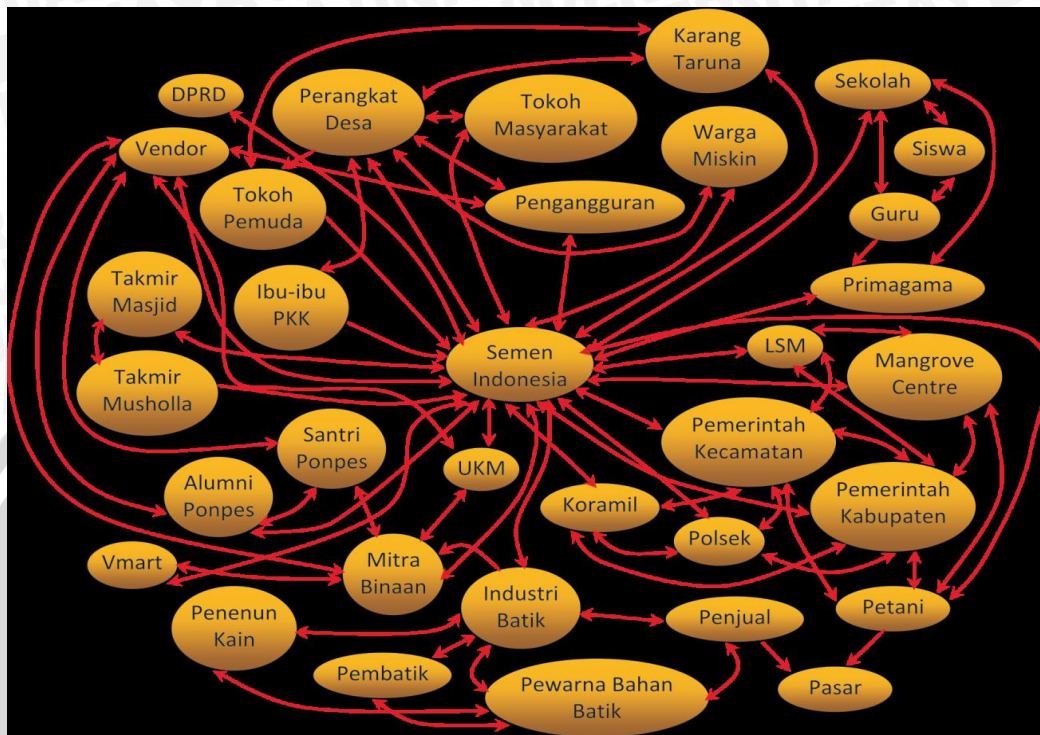 Karang
Taruna
DPRD
Perangkat
Desa
Tokoh
Masyarakat
Sekolah
Vendor
Warga
Miskin
Siswa
Tokoh
Pemuda
Pengangguran
Guru
Takmir
Masjid
Ibu-ibu
PKK
Primagama
Semen
Indonesia
LSM
Mangrove
Centre
Takmir
Musholla
Santri
Ponpes
UKM
Pemerintah
Kecamatan
Alumni
Ponpes
Koramil
Polsek
Pemerintah
Kabupaten
Vmart
Mitra
Binaan
Industri
Batik
Penjual
Petani
Penenun
Kain
Pembatik
Pewarna Bahan
Batik
Pasar